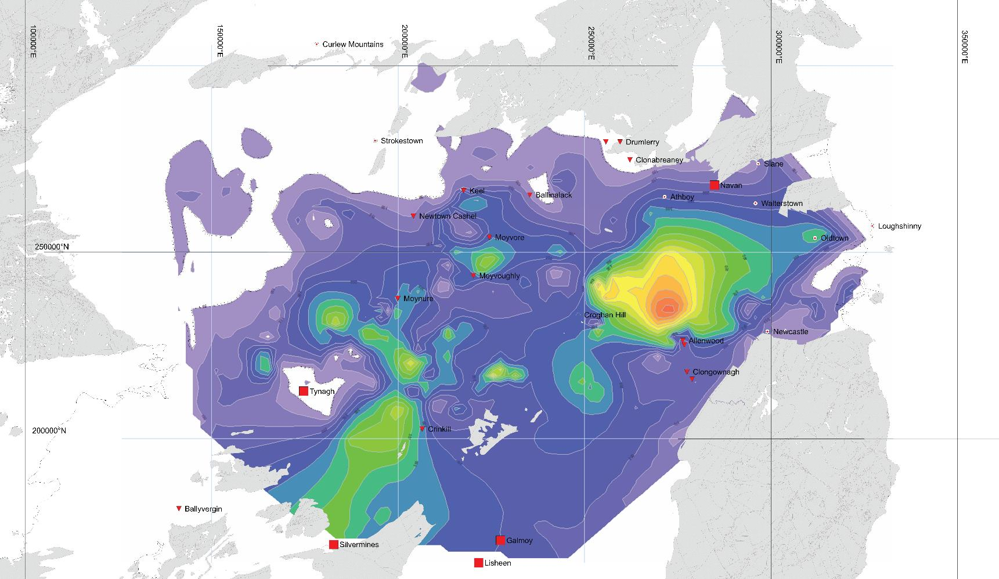 100000°E
150000°E
200000°E
250000°E
300000°E
350000°E
Curlew Mountains
Strokestown
Drumlerry
Clonabreaney
Slane
Navan
Keel
Ballinalack
Athboy
Walterstown
Newtown Cashel
Loughshinny
Moyvore
Oldtown
250000°N
Moyvoughly
Moynure
Croghan Hill
Newcastle
Allenwood
Clongownagh
Tynagh
Crinkill
200000°N
Ballyvergin
Galmoy
Silvermines
Lisheen